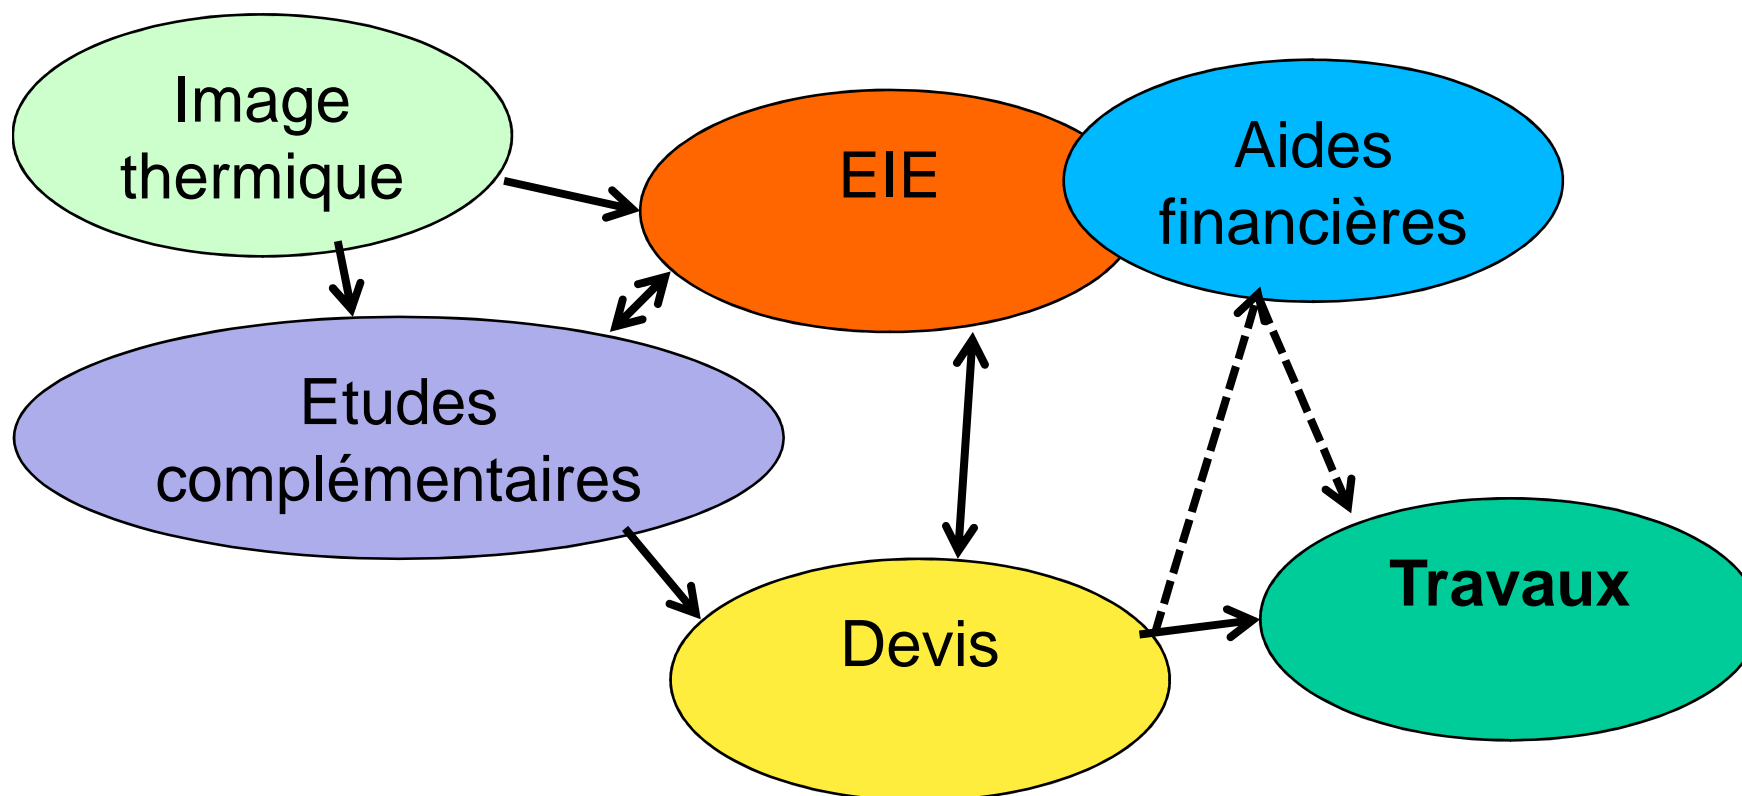 Image
thermique
EIE
Aides
financières
Etudes
complémentaires
Devis
Travaux